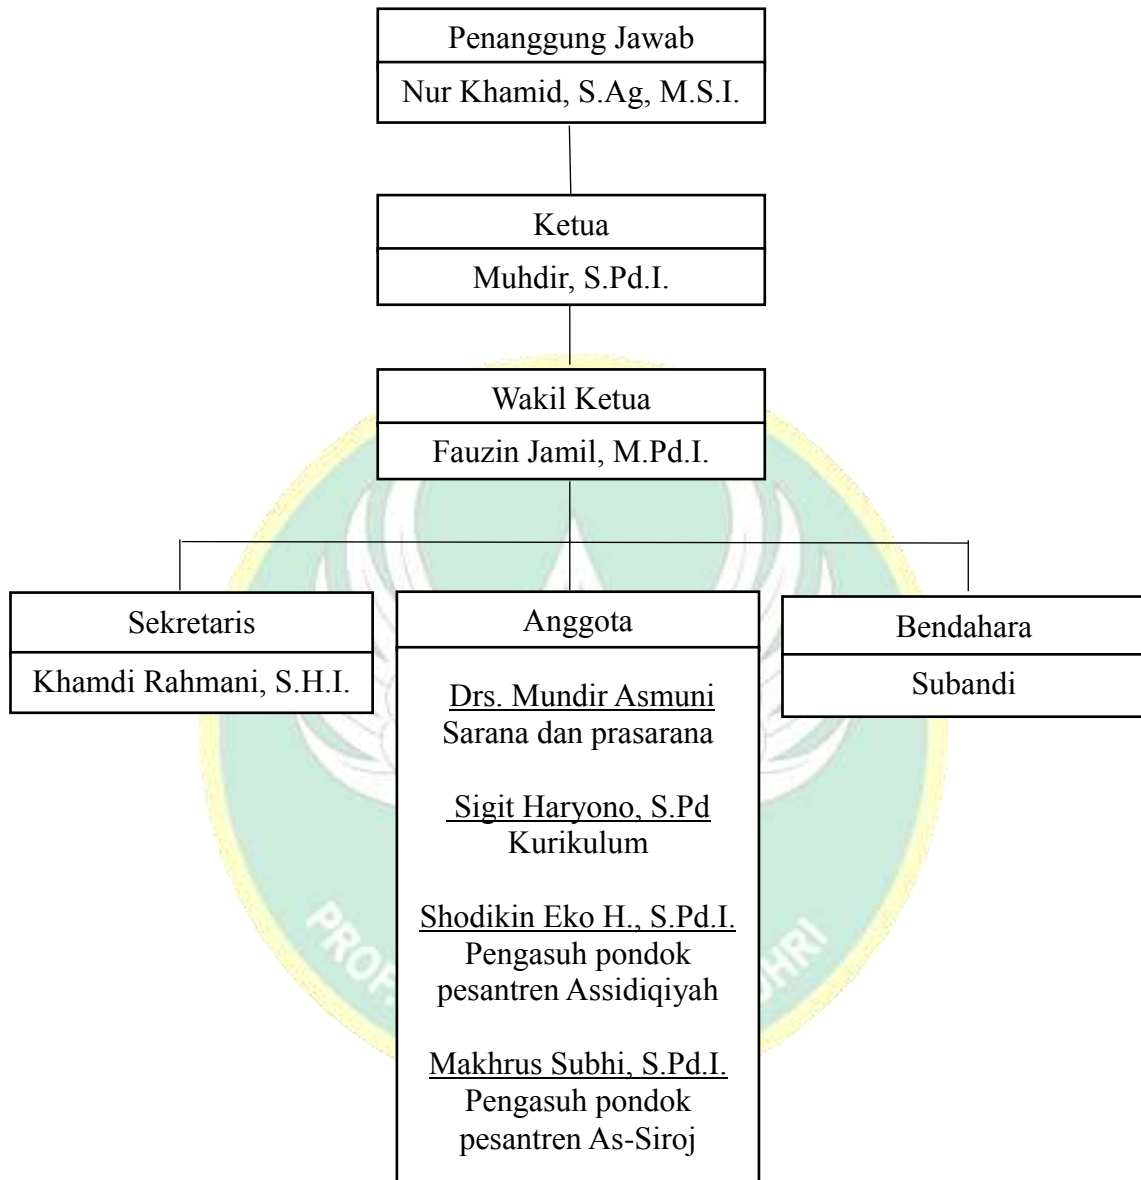 Penanggung Jawab
Nur Khamid, S.Ag, M.S.I.
Ketua
Muhdir, S.Pd.I.
Wakil Ketua
Fauzin Jamil, M.Pd.I.
Sekretaris
Khamdi Rahmani, S.H.I.
Anggota
Drs. Mundir Asmuni
Sarana dan prasarana
Sigit Haryono, S.Pd
Kurikulum
Shodikin Eko H., S.Pd.I.
Pengasuh pondok
pesantren Assidiqiyah
Makhrus Subhi, S.Pd.I.
Pengasuh pondok
pesantren As-Siroj
Bendahara
Subandi
PROF.